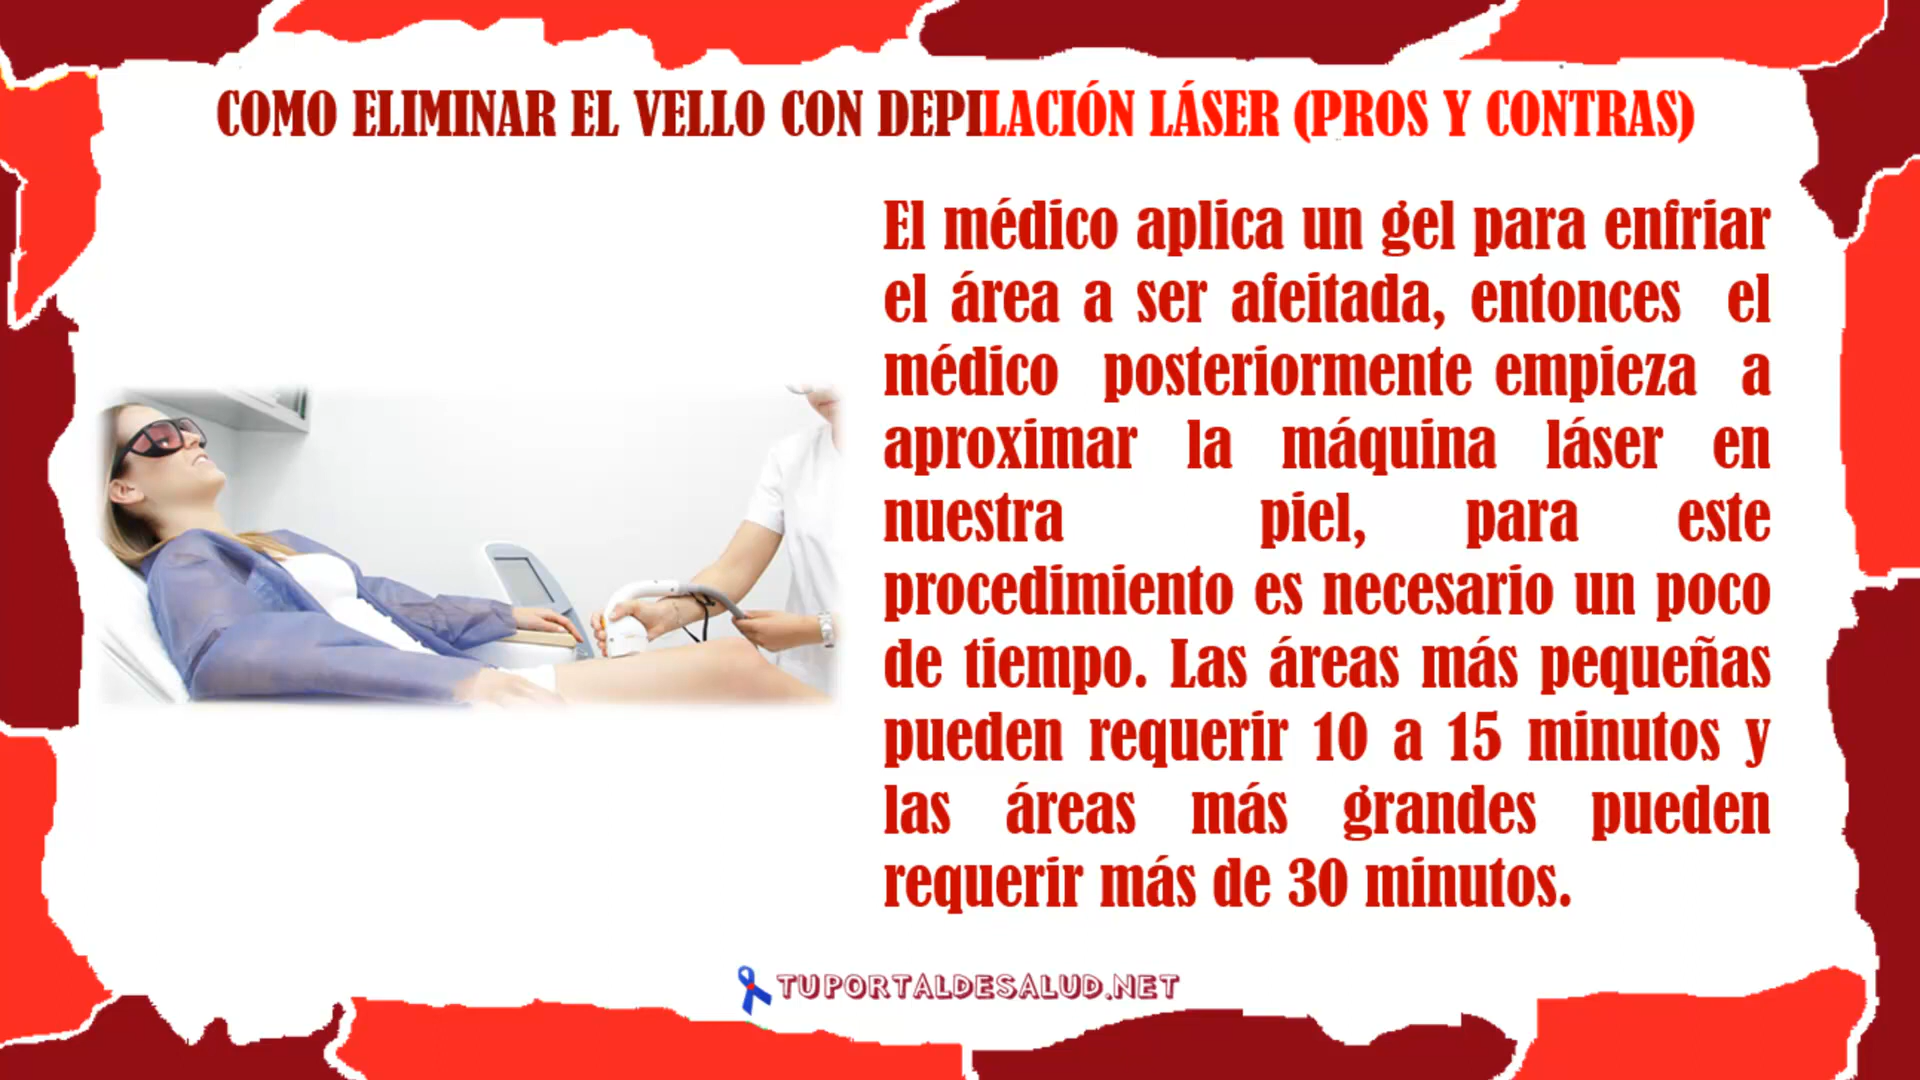 COMO ELIMINAR EL VELLO CON DEPILACIÓN LÁSER (PROS Y CONTRAS)
El médico aplica un gel para enfriar
el área a ser afeitada, entonces el
médico posteriormente empieza a
aproximar la máquina láser en
nuestra piel, para este
procedimiento es necesario un poco
de tiempo. Las áreas más pequeñas
pueden requerir 10 a 15 minutos y
las áreas más grandes pueden
requerir más de 30 minutos.
TUPORTALDESALUD.NET